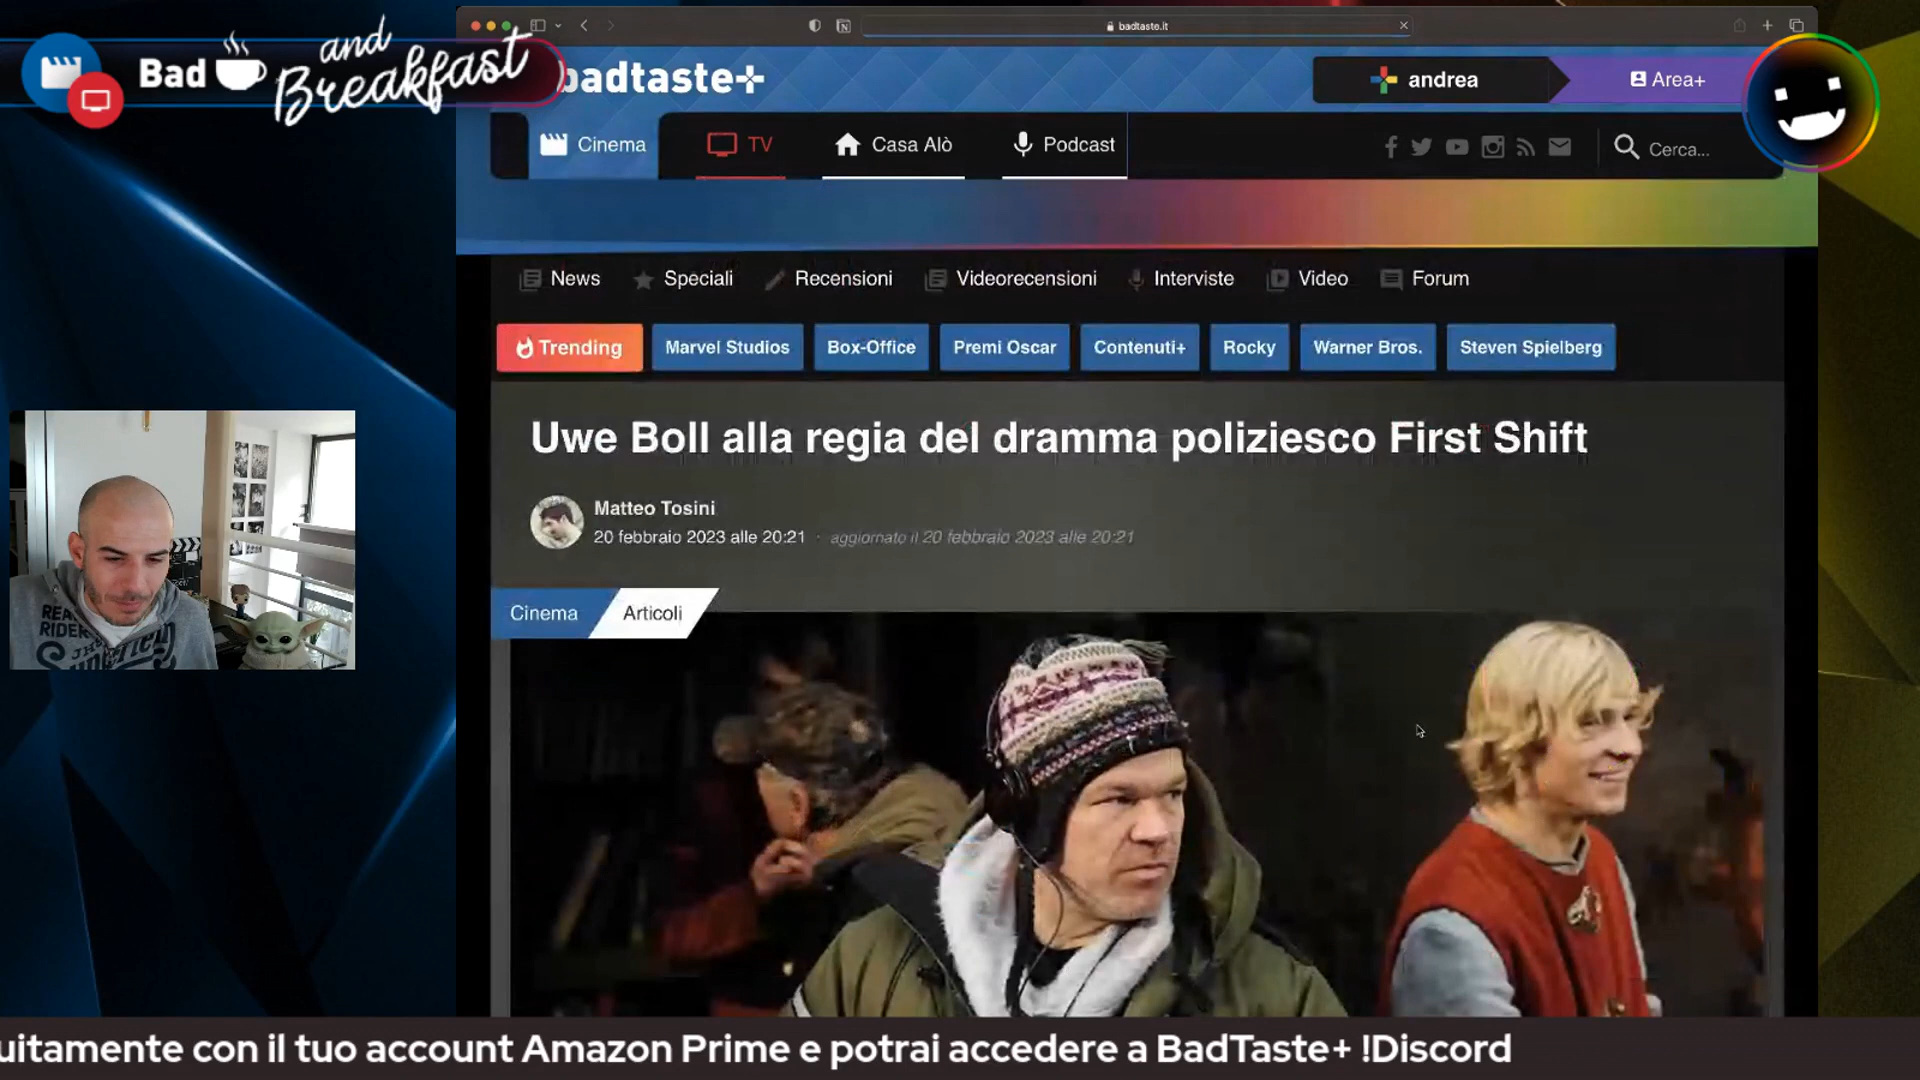 badtaste.it
Bad and Breakfast
badtaste+
andrea
Area+
Cinema
TV
Casa Alò
Podcast
Cerca...
News
Speciali
Recensioni
Videorecensioni
Interviste
Video
Forum
Trending
Marvel Studios
Box-Office
Premi Oscar
Contenuti+
Rocky
Warner Bros.
Steven Spielberg
Uwe Boll alla regia del dramma poliziesco First Shift
Matteo Tosini
20 febbraio 2023 alle 20:21 · aggiornato il 20 febbraio 2023 alle 20:21
Cinema
Articoli
uitamente con il tuo account Amazon Prime e potrai accedere a BadTaste+ !Discord